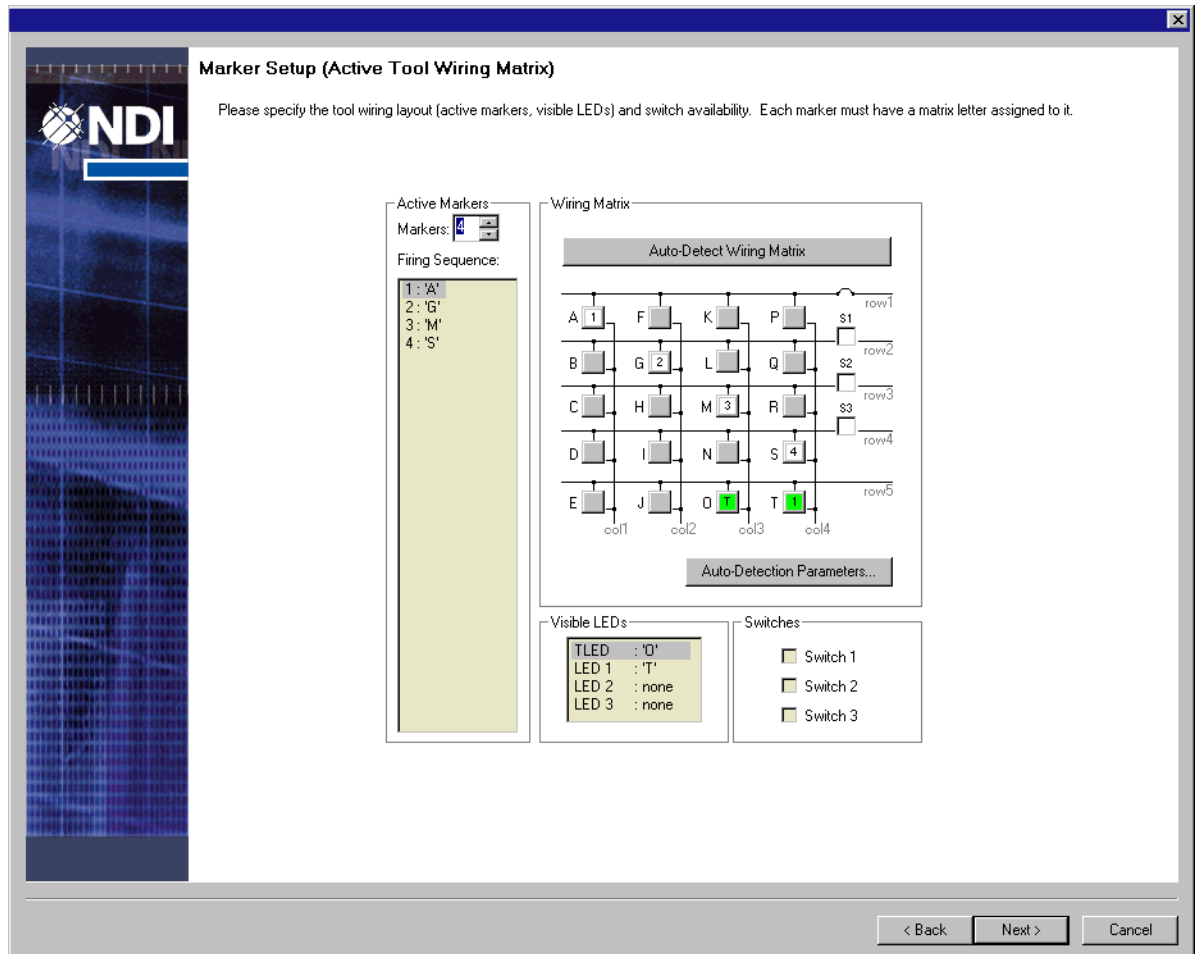 Marker Setup (Active Tool Wiring Matrix)
NDI
Please specify the tool wiring layout (active markers, visible LEDs) and switch availability. Each marker must have a matrix letter assigned to it.
Active Markers
Markers: 4
Firing Sequence:
1 : 'A'
2 : 'G'
3 : 'M'
4 : 'S'
Wiring Matrix
Auto-Detect Wiring Matrix
row1
A 1 F K P S1
row2
B G 2 L Q S2
row3
C H M 3 R S3
row4
D I N S 4
row5
E J O T T 1
col1 col2 col3 col4
Auto-Detection Parameters...
Visible LEDs
TLED : 'O'
LED 1 : 'T'
LED 2 : none
LED 3 : none
Switches
Switch 1
Switch 2
Switch 3
< Back Next > Cancel